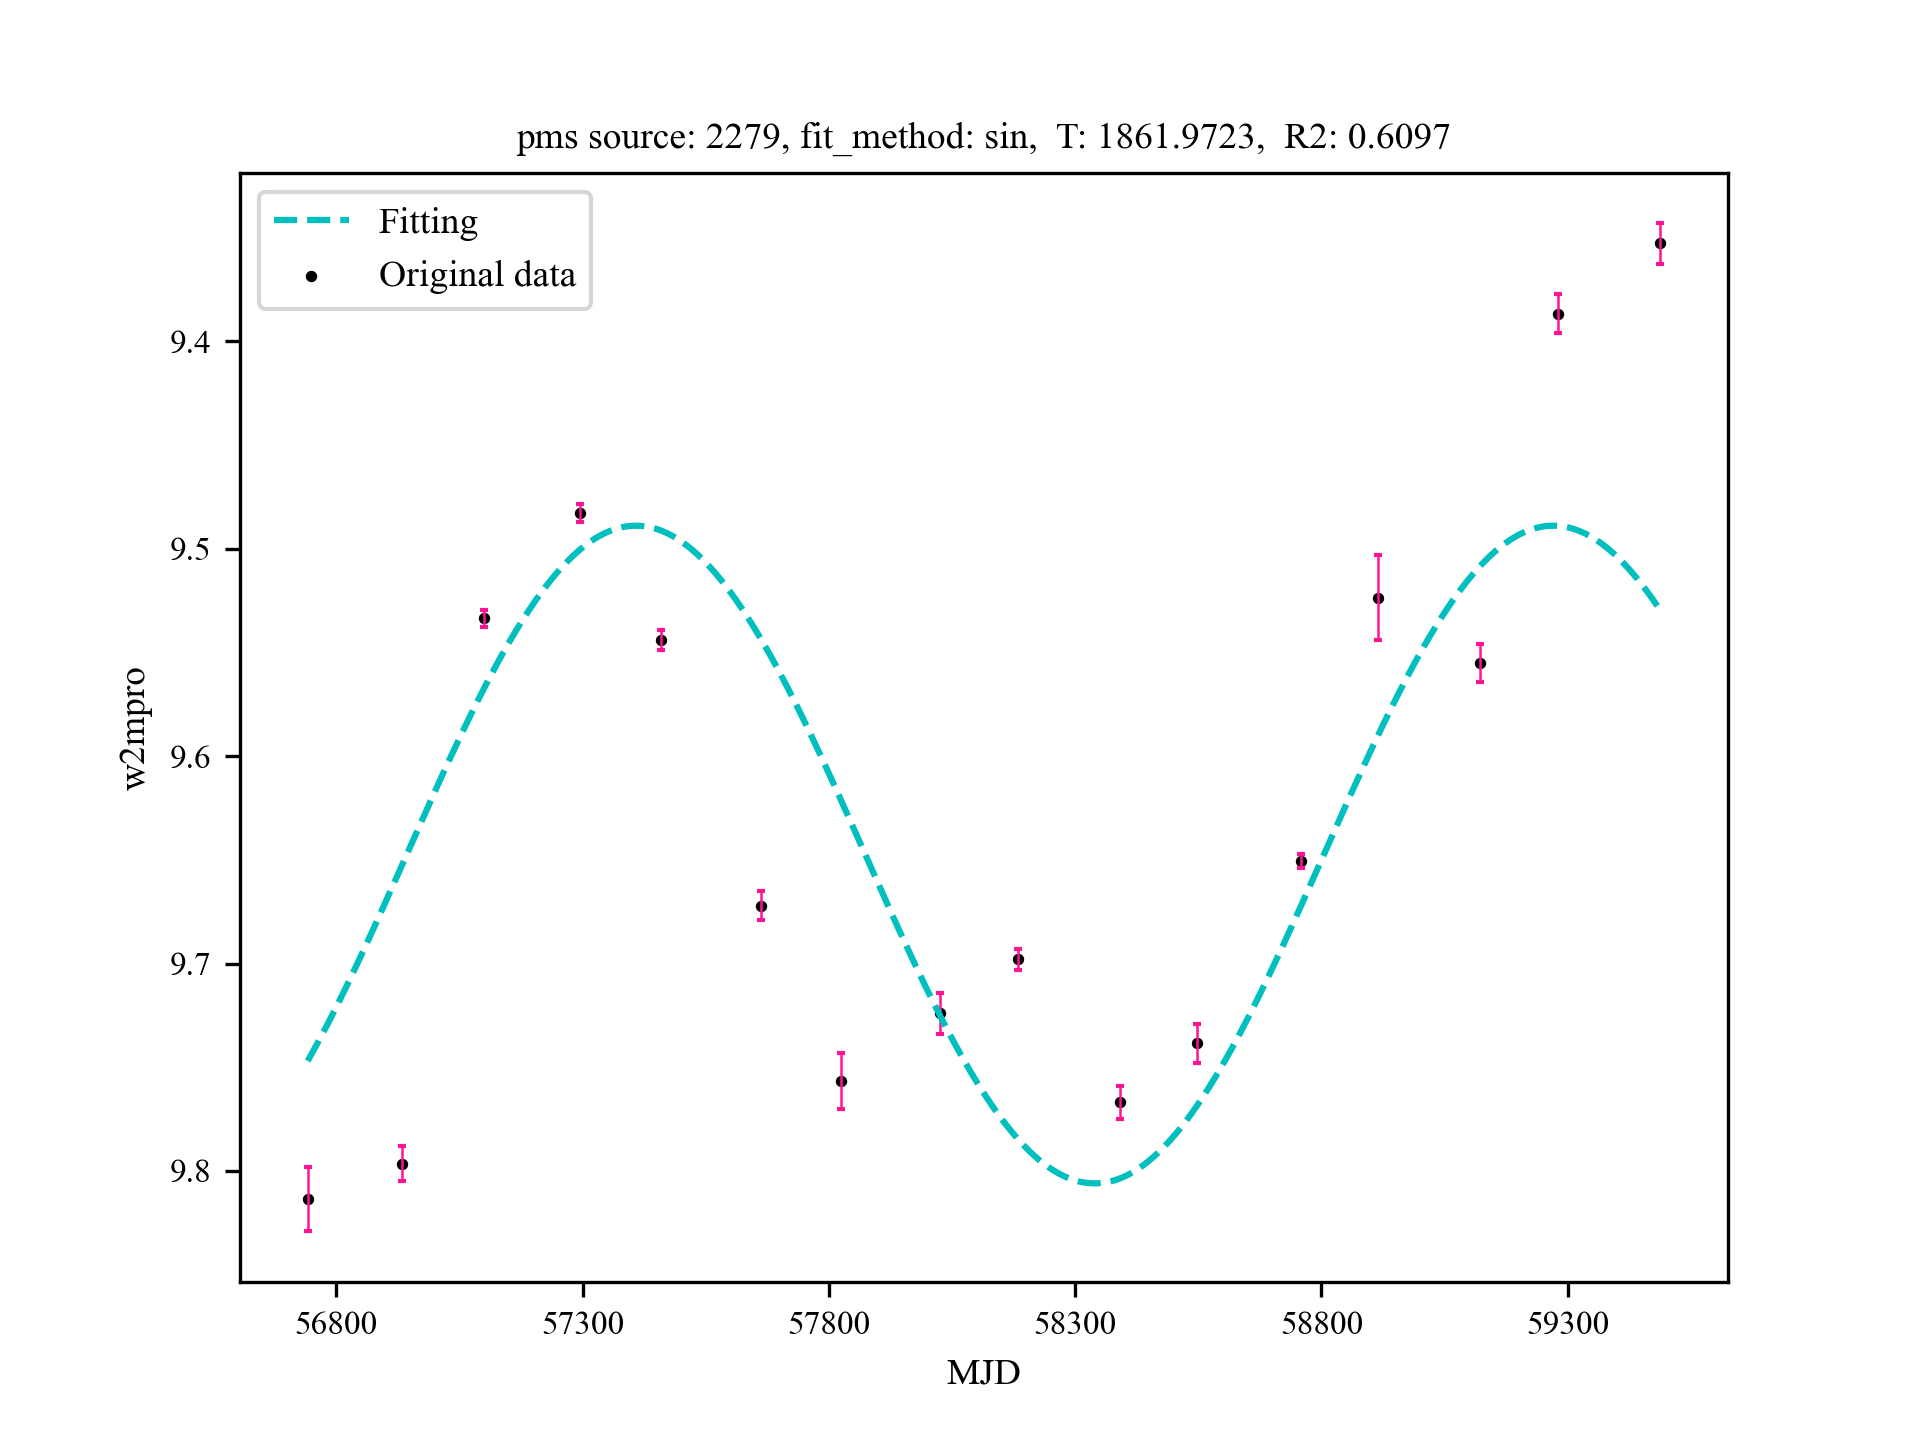 pms source: 2279, fit_method: sin,  T: 1861.9723,  R2: 0.6097
Fitting
Original data
9.4
9.5
9.6
9.7
9.8
w2mpro
56800 57300 57800 58300 58800 59300
MJD